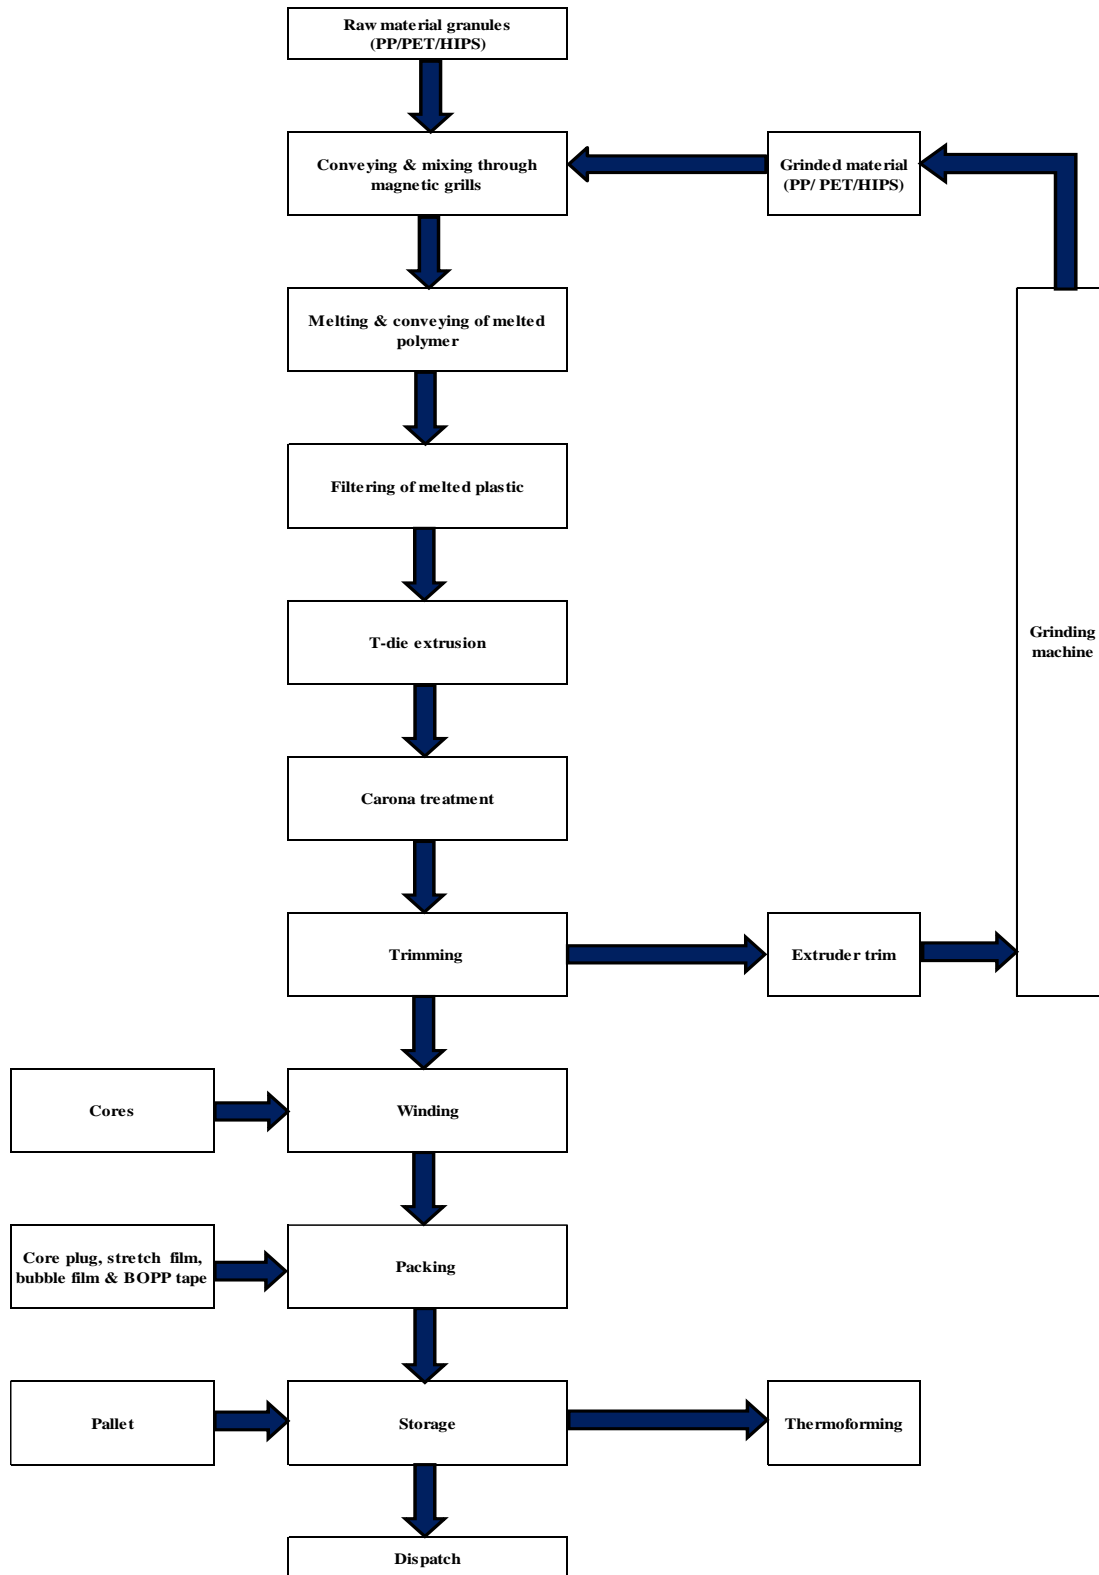 Raw material granules
(PP/PET/HIPS)
Conveying & mixing through
magnetic grills
Grinded material
(PP/ PET/HIPS)
Melting & conveying of melted
polymer
Filtering of melted plastic
T-die extrusion
Grinding
machine
Carona treatment
Trimming
Extruder trim
Cores
Winding
Core plug, stretch film,
bubble film & BOPP tape
Packing
Pallet
Storage
Thermoforming
Dispatch